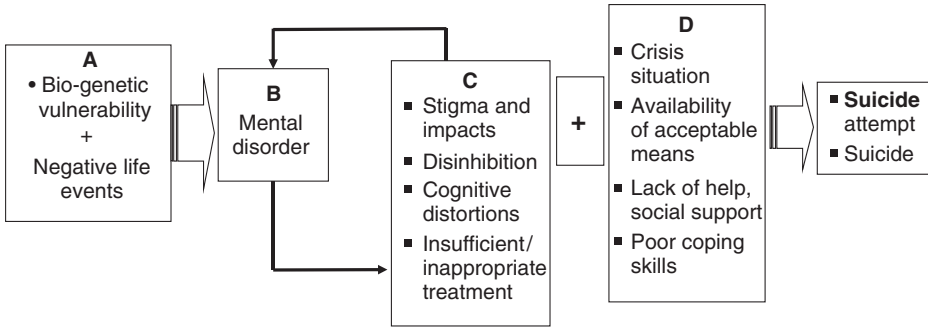 A
• Bio-genetic
vulnerability
+
Negative life
events
B
Mental
disorder
C
▪ Stigma and
impacts
▪ Disinhibition
▪ Cognitive
distortions
▪ Insufficient/
inappropriate
treatment
+
D
▪ Crisis
situation
▪ Availability
of acceptable
means
▪ Lack of help,
social support
▪ Poor coping
skills
▪ Suicide
attempt
▪ Suicide